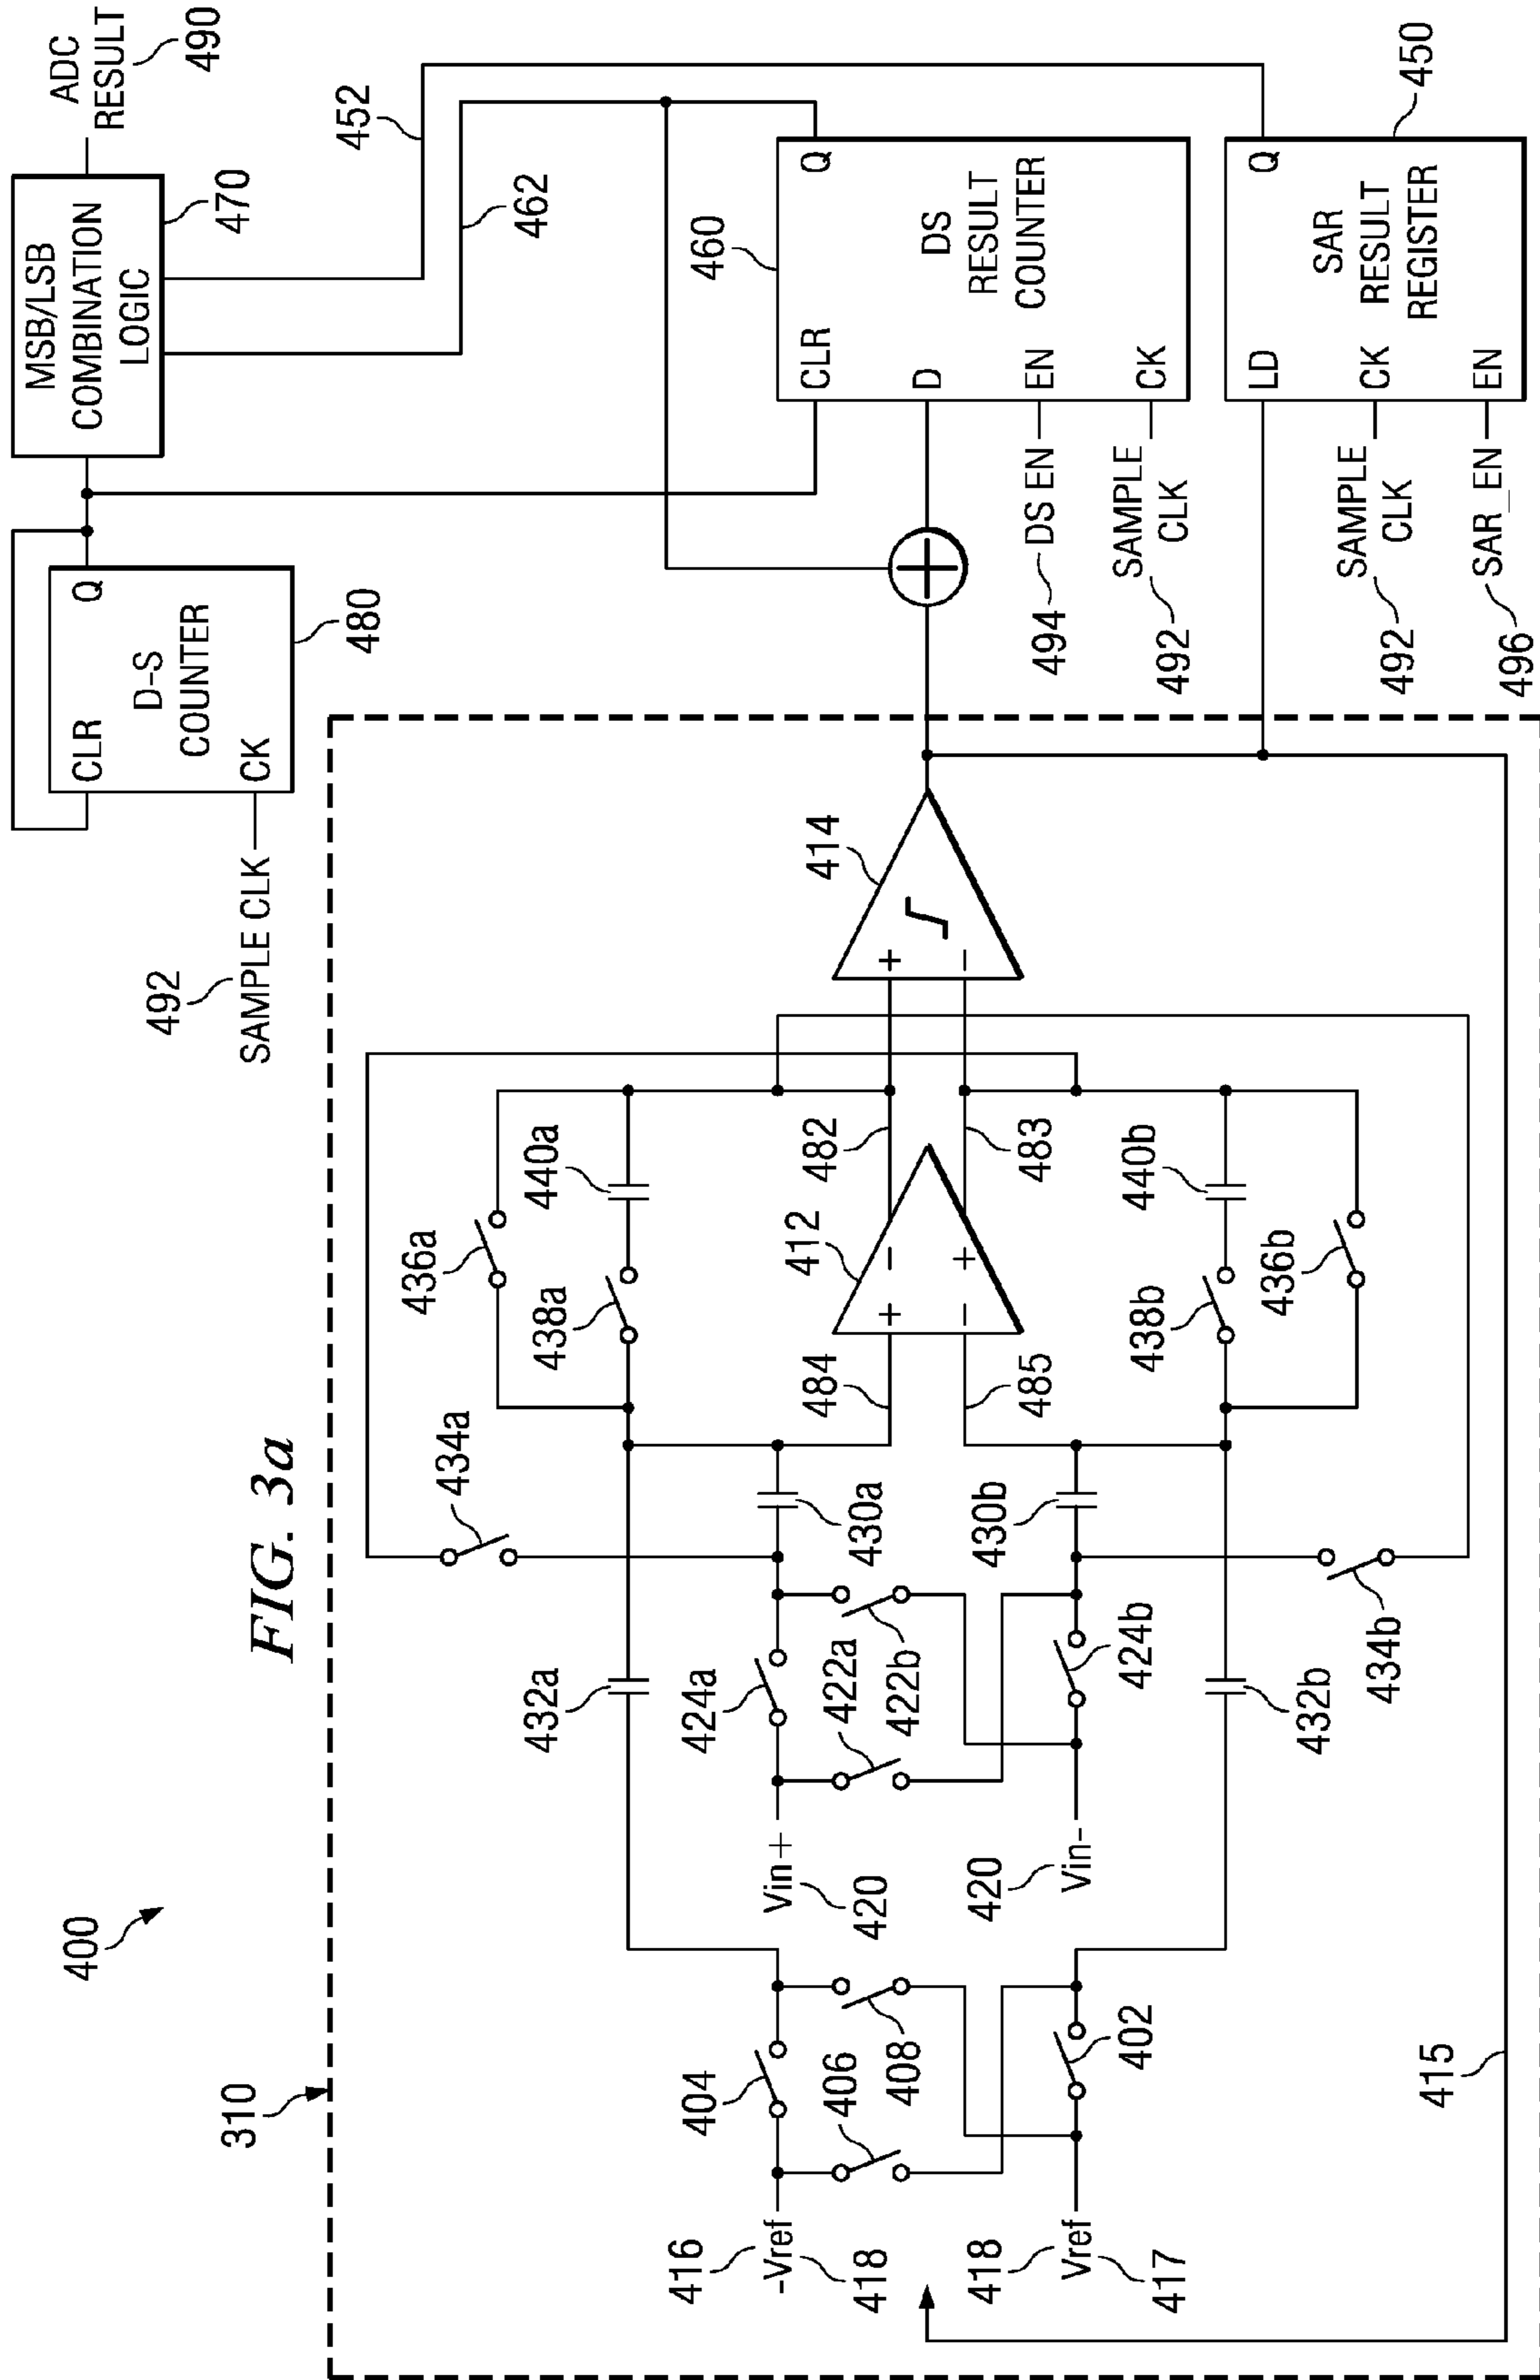 FIG. 3a
400
310
ADC
RESULT
490
MSB/LSB
COMBINATION
LOGIC
470
452
462
Q
D-S
COUNTER
CLR
CK
480
492
SAMPLE CLK
460
DS
RESULT
COUNTER
Q
CLR
D
EN
CK
494
DS EN
SAMPLE
CLK
492
450
SAR
RESULT
REGISTER
Q
LD
CK
EN
SAMPLE
CLK
492
SAR_EN
496
414
+
−
+
412
+
−
−
+
482
483
484
485
440a
436a
438a
434a
440b
438b
436b
434b
430a
430b
432a
432b
424a
422a
422b
424b
Vin+
420
420
Vin-
404
406
408
402
416
-Vref
418
418
Vref
417
415